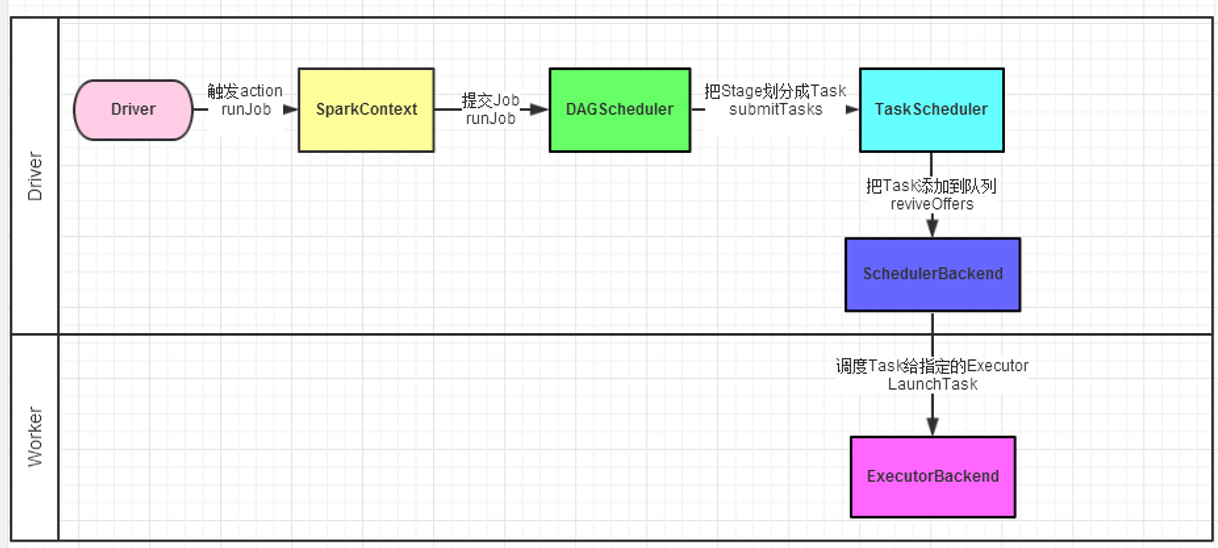 Driver
触发action
runJob
SparkContext
提交Job
runJob
DAGScheduler
把Stage划分成Task
submitTasks
TaskScheduler
把Task添加到队列
reviveOffers
SchedulerBackend
Driver
调度Task给指定的Executor
LaunchTask
ExecutorBackend
Worker